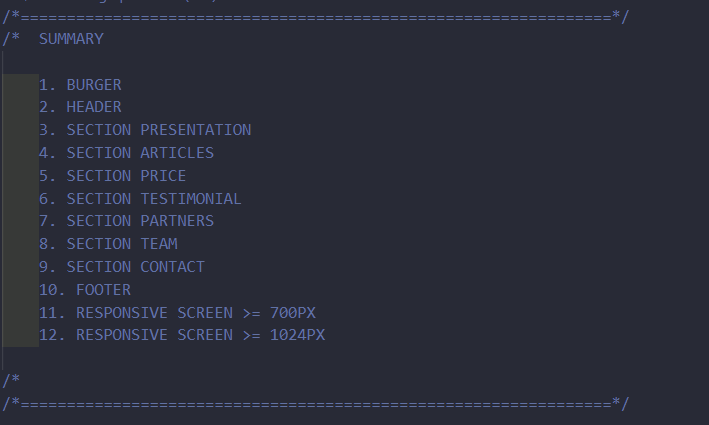 /*================================================================*/
/*  SUMMARY
1. BURGER
2. HEADER
3. SECTION PRESENTATION
4. SECTION ARTICLES
5. SECTION PRICE
6. SECTION TESTIMONIAL
7. SECTION PARTNERS
8. SECTION TEAM
9. SECTION CONTACT
10. FOOTER
11. RESPONSIVE SCREEN >= 700PX
12. RESPONSIVE SCREEN >= 1024PX
/*
/*================================================================*/